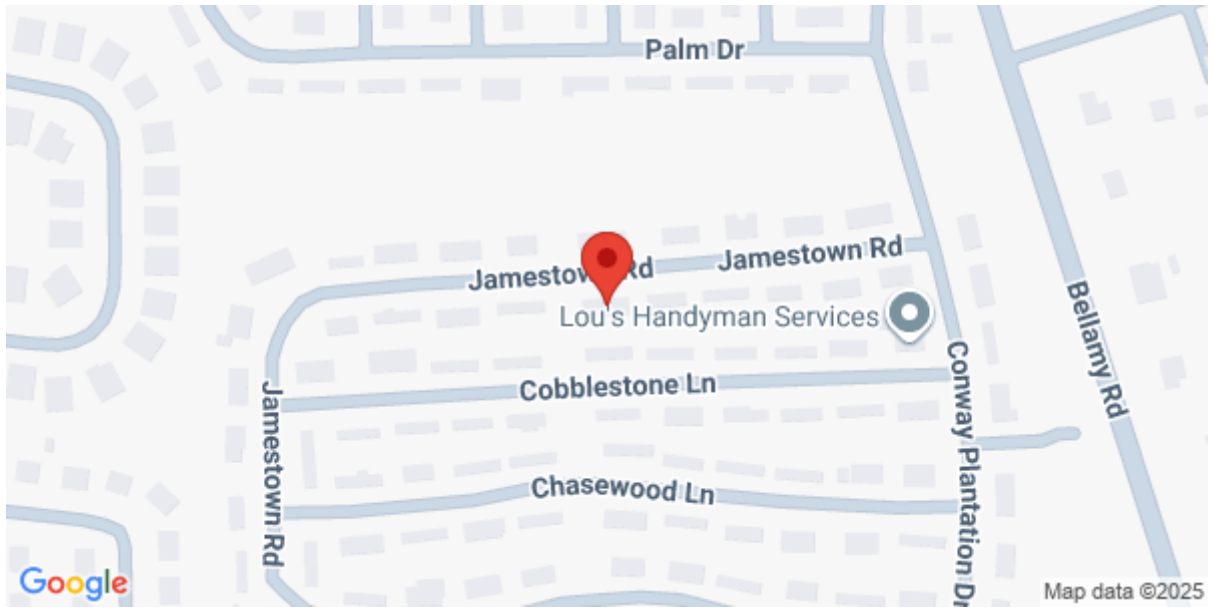 Palm Dr
Jamestown Rd
Jamestown Rd
Lou's Handyman Services
Bellamy Rd
Cobblestone Ln
Conway Plantation Dr
Jamestown Rd
Chasewood Ln
Google
Map data ©2025